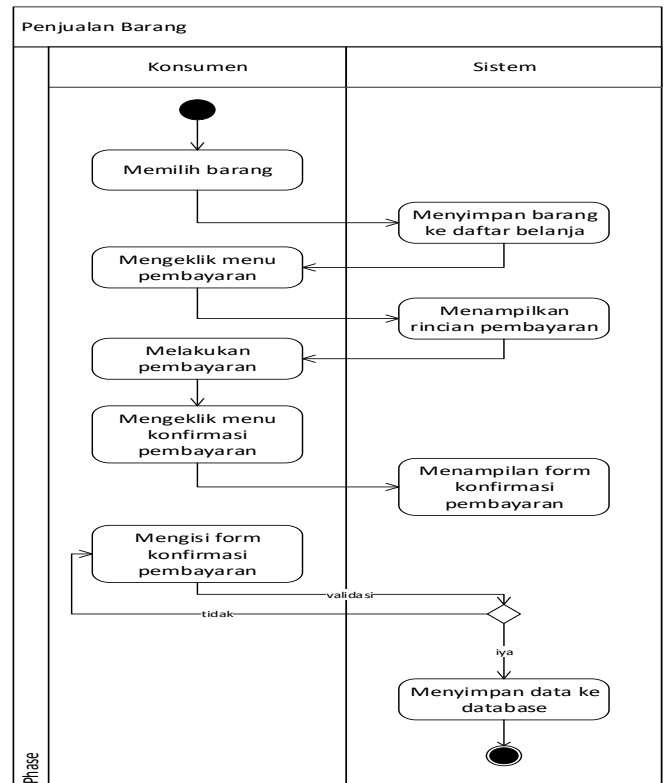 Penjualan Barang
Konsumen
Sistem
Memilih barang
Menyimpan barang
ke daftar belanja
Mengeklik menu
pembayaran
Menampilkan
rincian pembayaran
Melakukan
pembayaran
Mengeklik menu
konfirmasi
pembayaran
Menampilan form
konfirmasi
pembayaran
Mengisi form
konfirmasi
pembayaran
validasi
tidak
iya
Menyimpan data ke
database
Phase